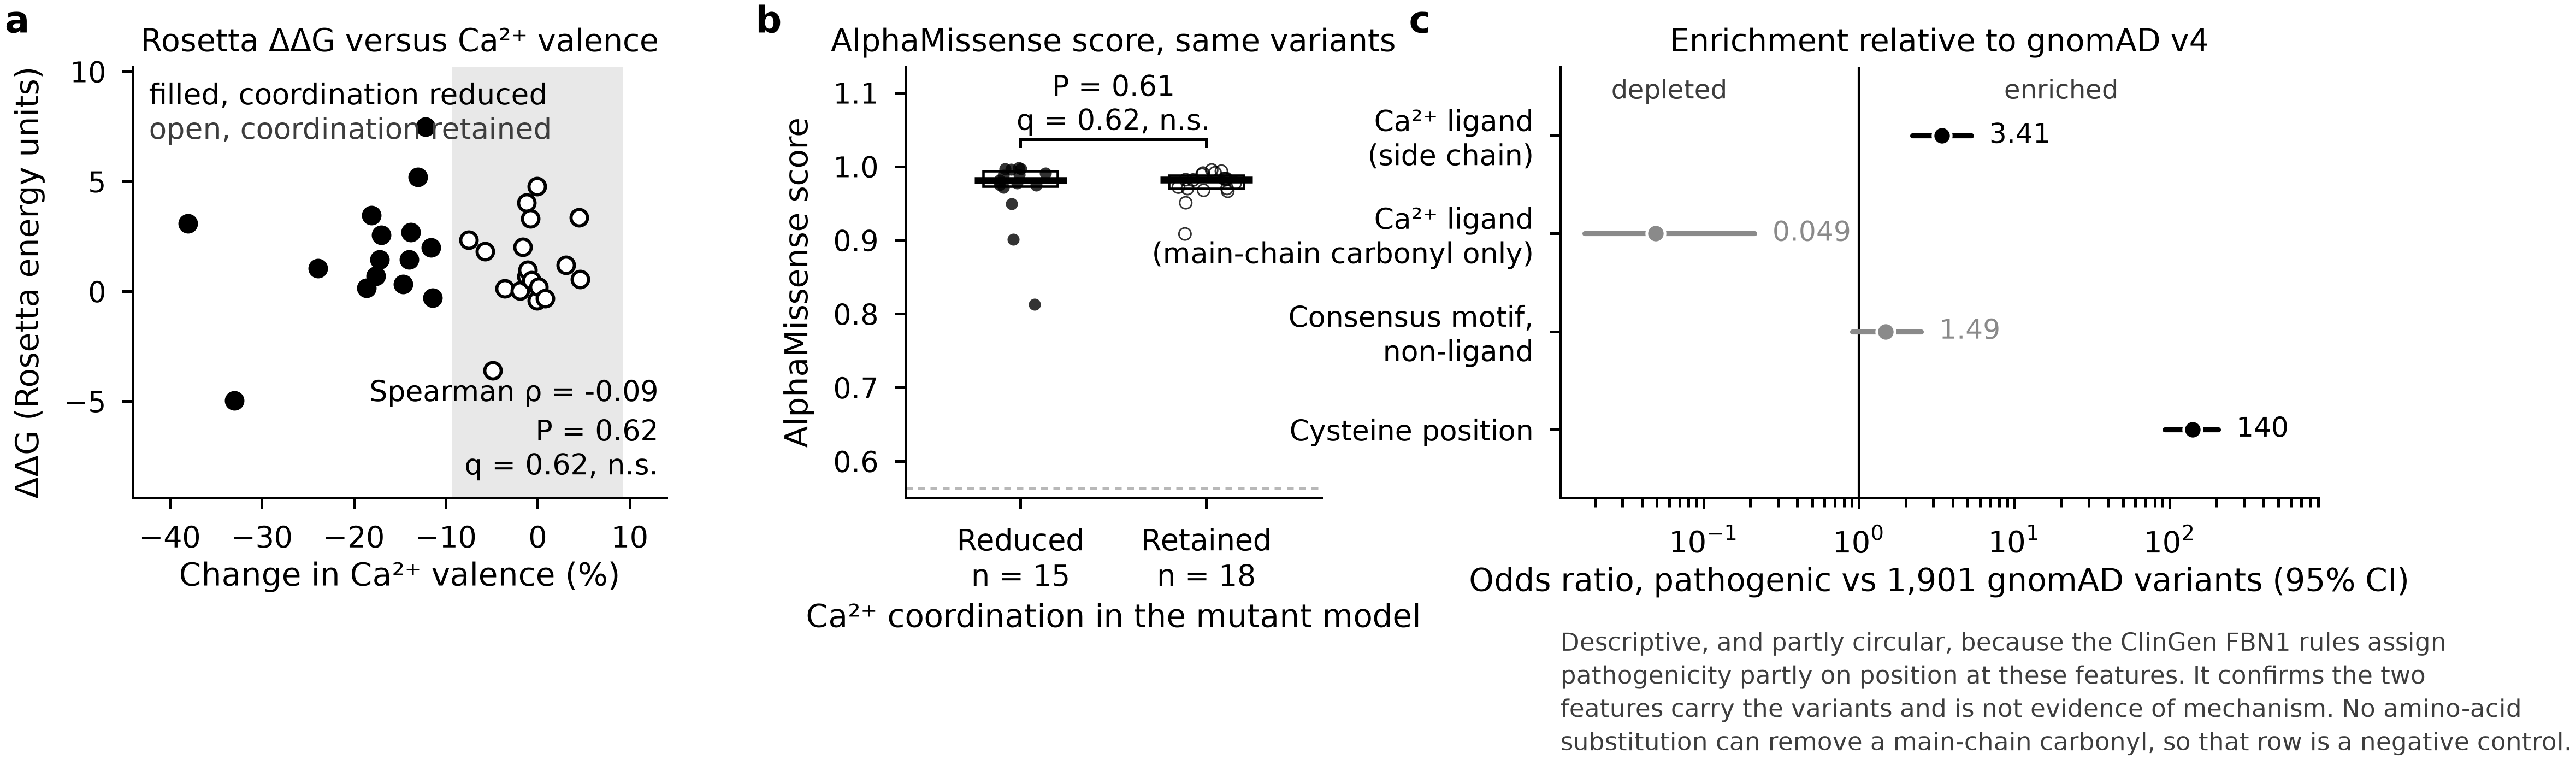 a
Rosetta ΔΔG versus Ca²⁺ valence
ΔΔG (Rosetta energy units)
10
5
0
−5
filled, coordination reduced
open, coordination retained
Spearman ρ = -0.09
P = 0.62
q = 0.62, n.s.
−40
−30
−20
−10
0
10
Change in Ca²⁺ valence (%)
b
AlphaMissense score, same variants
AlphaMissense score
1.1
1.0
0.9
0.8
0.7
0.6
P = 0.61
q = 0.62, n.s.
Reduced
n = 15
Retained
n = 18
Ca²⁺ coordination in the mutant model
c
Enrichment relative to gnomAD v4
depleted
enriched
Ca²⁺ ligand
(side chain)
3.41
Ca²⁺ ligand
(main-chain carbonyl only)
0.049
Consensus motif,
non-ligand
1.49
Cysteine position
140
10⁻¹
10⁰
10¹
10²
Odds ratio, pathogenic vs 1,901 gnomAD variants (95% CI)
Descriptive, and partly circular, because the ClinGen FBN1 rules assign
pathogenicity partly on position at these features. It confirms the two
features carry the variants and is not evidence of mechanism. No amino-acid
substitution can remove a main-chain carbonyl, so that row is a negative control.